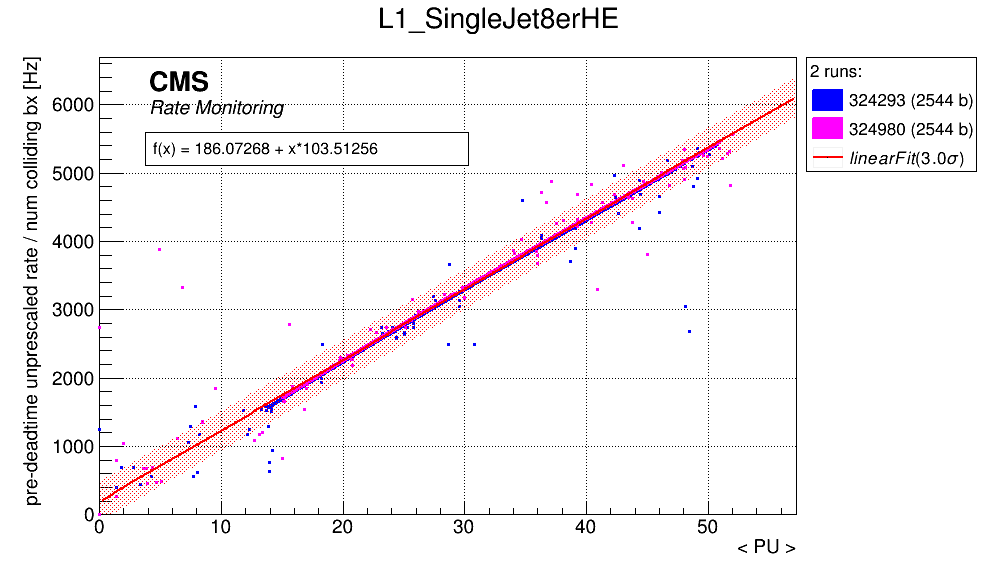 L1_SingleJet8erHE
pre-deadtime unprescaled rate / num colliding bx [Hz]
CMS
Rate Monitoring
f(x) = 186.07268 + x*103.51256
2 runs:
324293 (2544 b)
324980 (2544 b)
linearFit(3.0σ)
6000
5000
4000
3000
2000
1000
0
0 10 20 30 40 50
< PU >